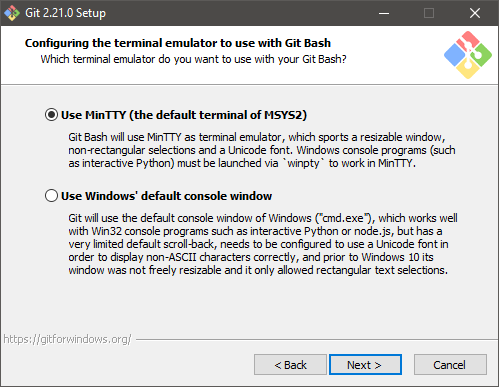 Git 2.21.0 Setup
Configuring the terminal emulator to use with Git Bash
Which terminal emulator do you want to use with your Git Bash?
Use MinTTY (the default terminal of MSYS2)
Git Bash will use MinTTY as terminal emulator, which sports a resizable window,
non-rectangular selections and a Unicode font. Windows console programs (such
as interactive Python) must be launched via `winpty` to work in MinTTY.
Use Windows' default console window
Git will use the default console window of Windows ("cmd.exe"), which works well
with Win32 console programs such as interactive Python or node.js, but has a
very limited default scroll-back, needs to be configured to use a Unicode font in
order to display non-ASCII characters correctly, and prior to Windows 10 its
window was not freely resizable and it only allowed rectangular text selections.
https://gitforwindows.org/
< Back Next > Cancel